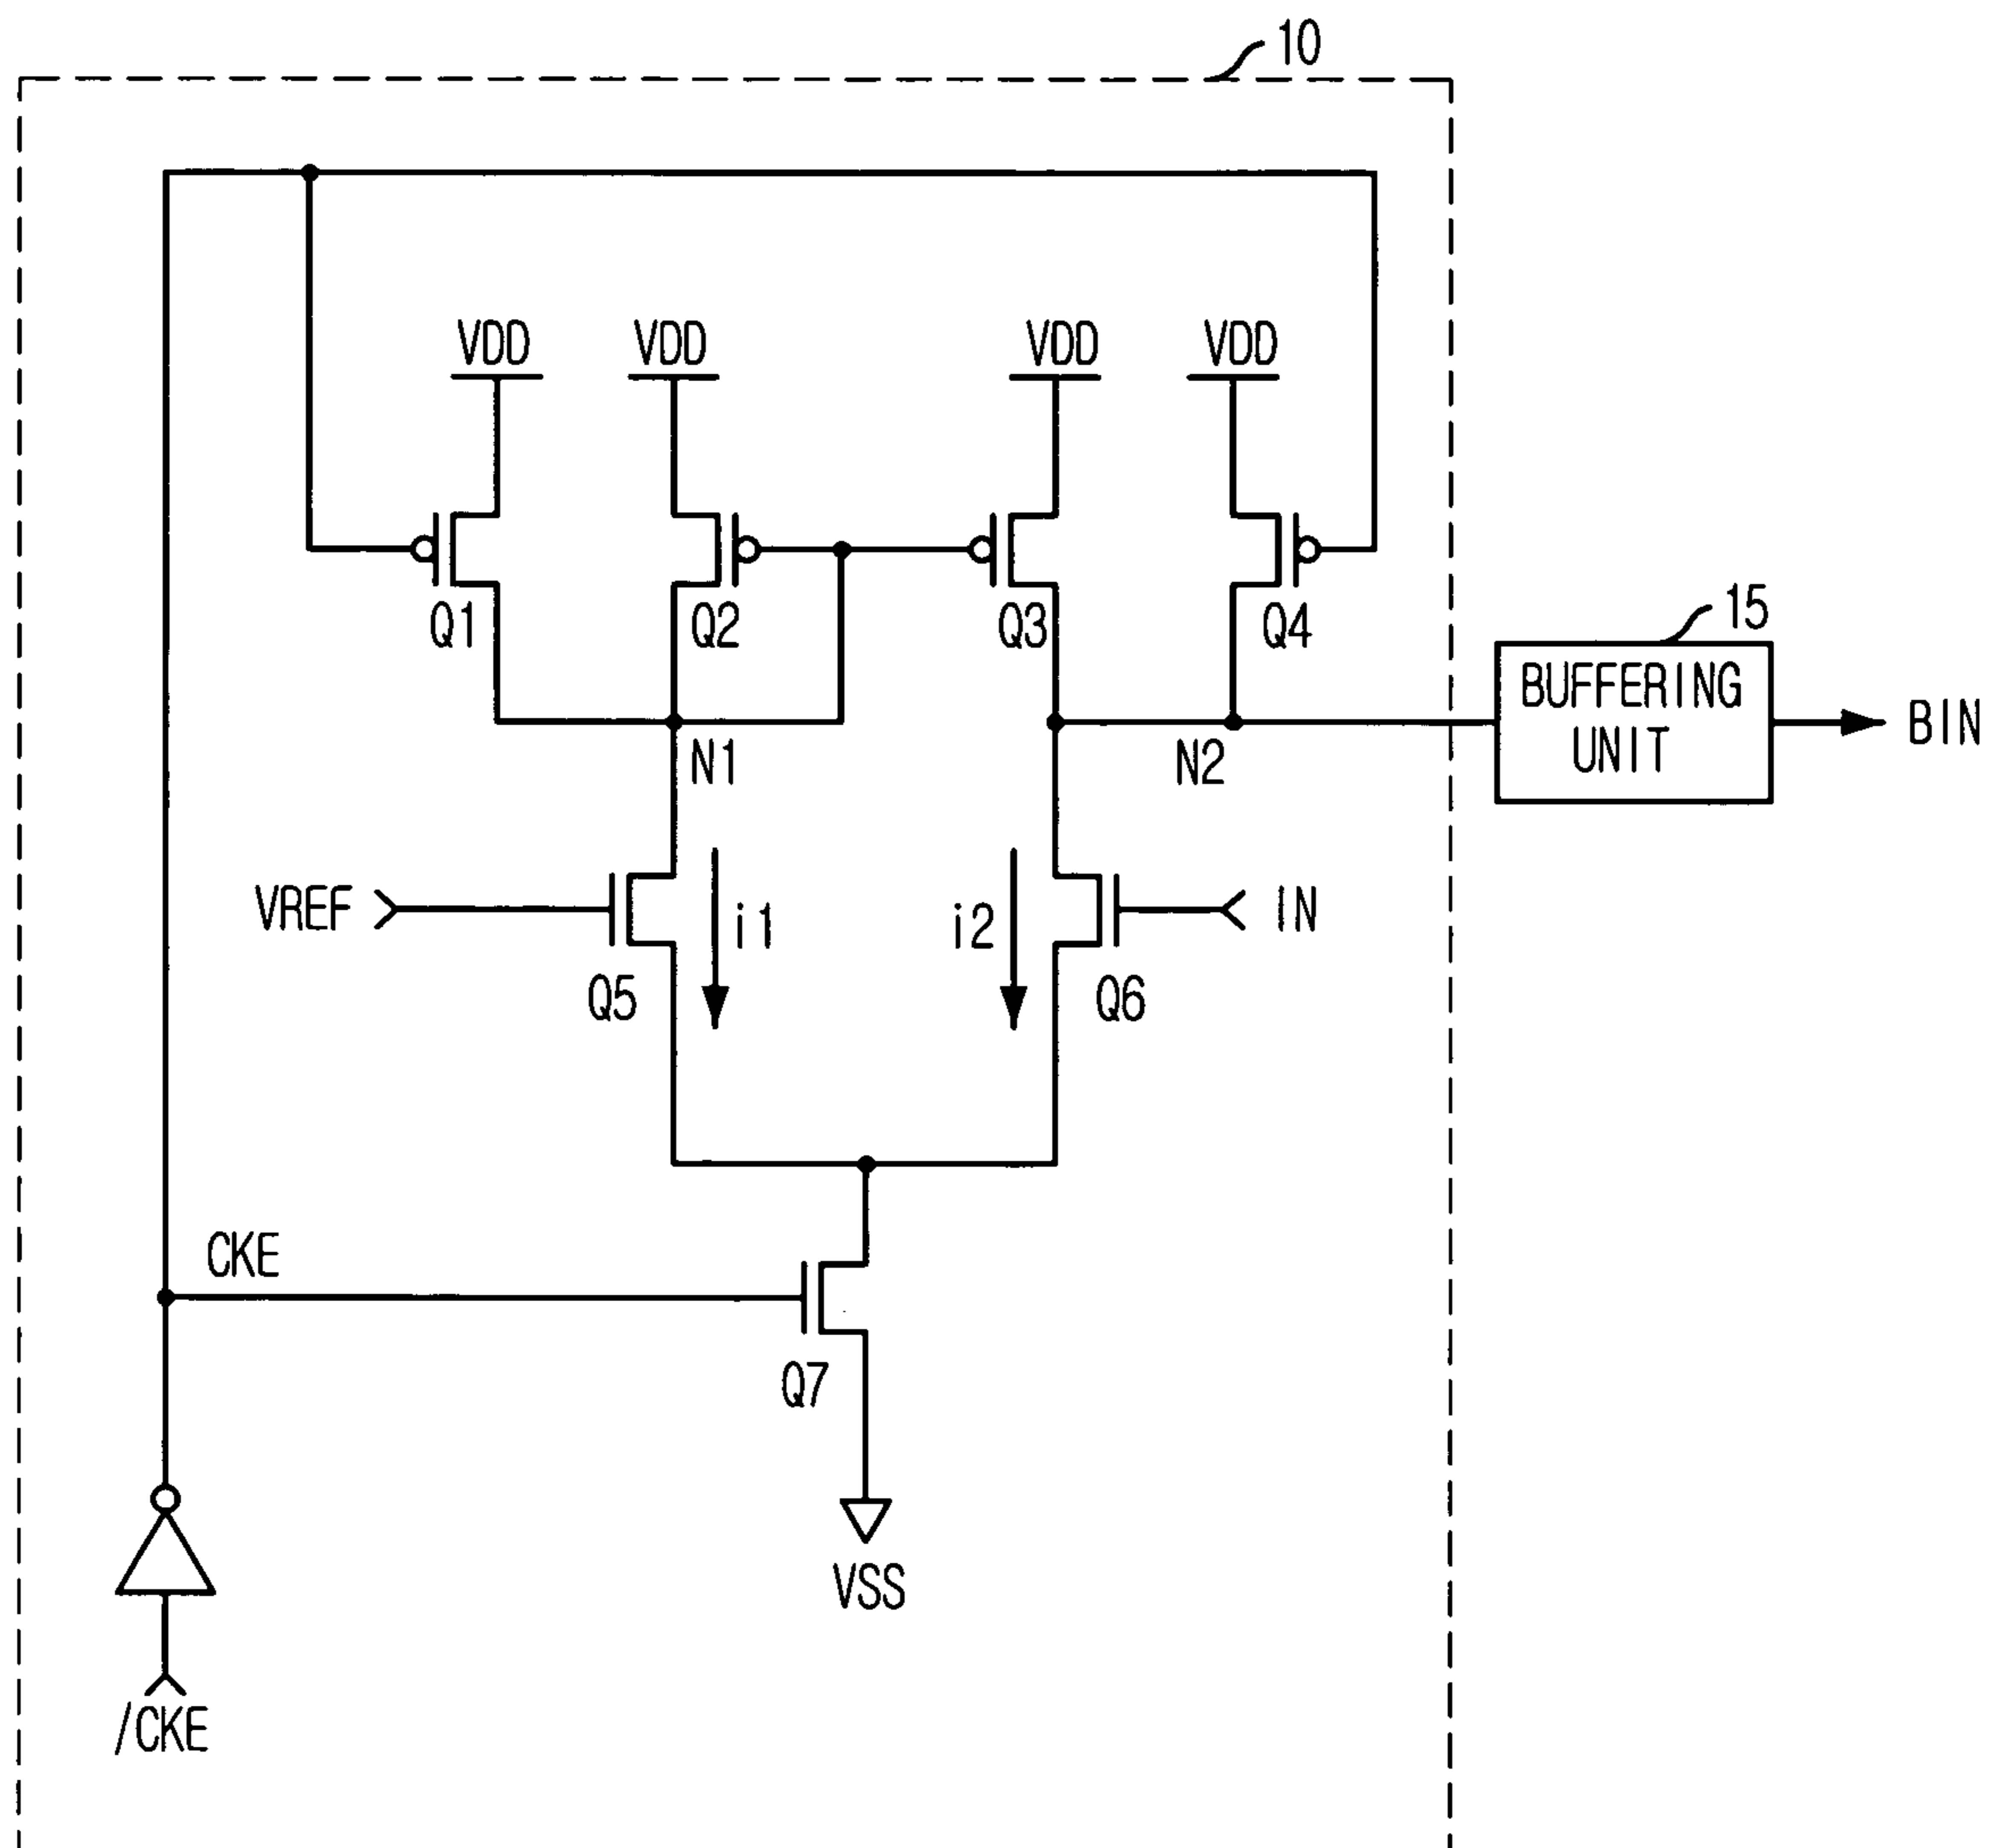 10
VDD VDD VDD VDD
Q1 Q2 Q3 Q4
15
BUFFERING
UNIT
BIN
N1 N2
VREF i1 i2 IN
Q5 Q6
CKE
Q7
VSS
/CKE